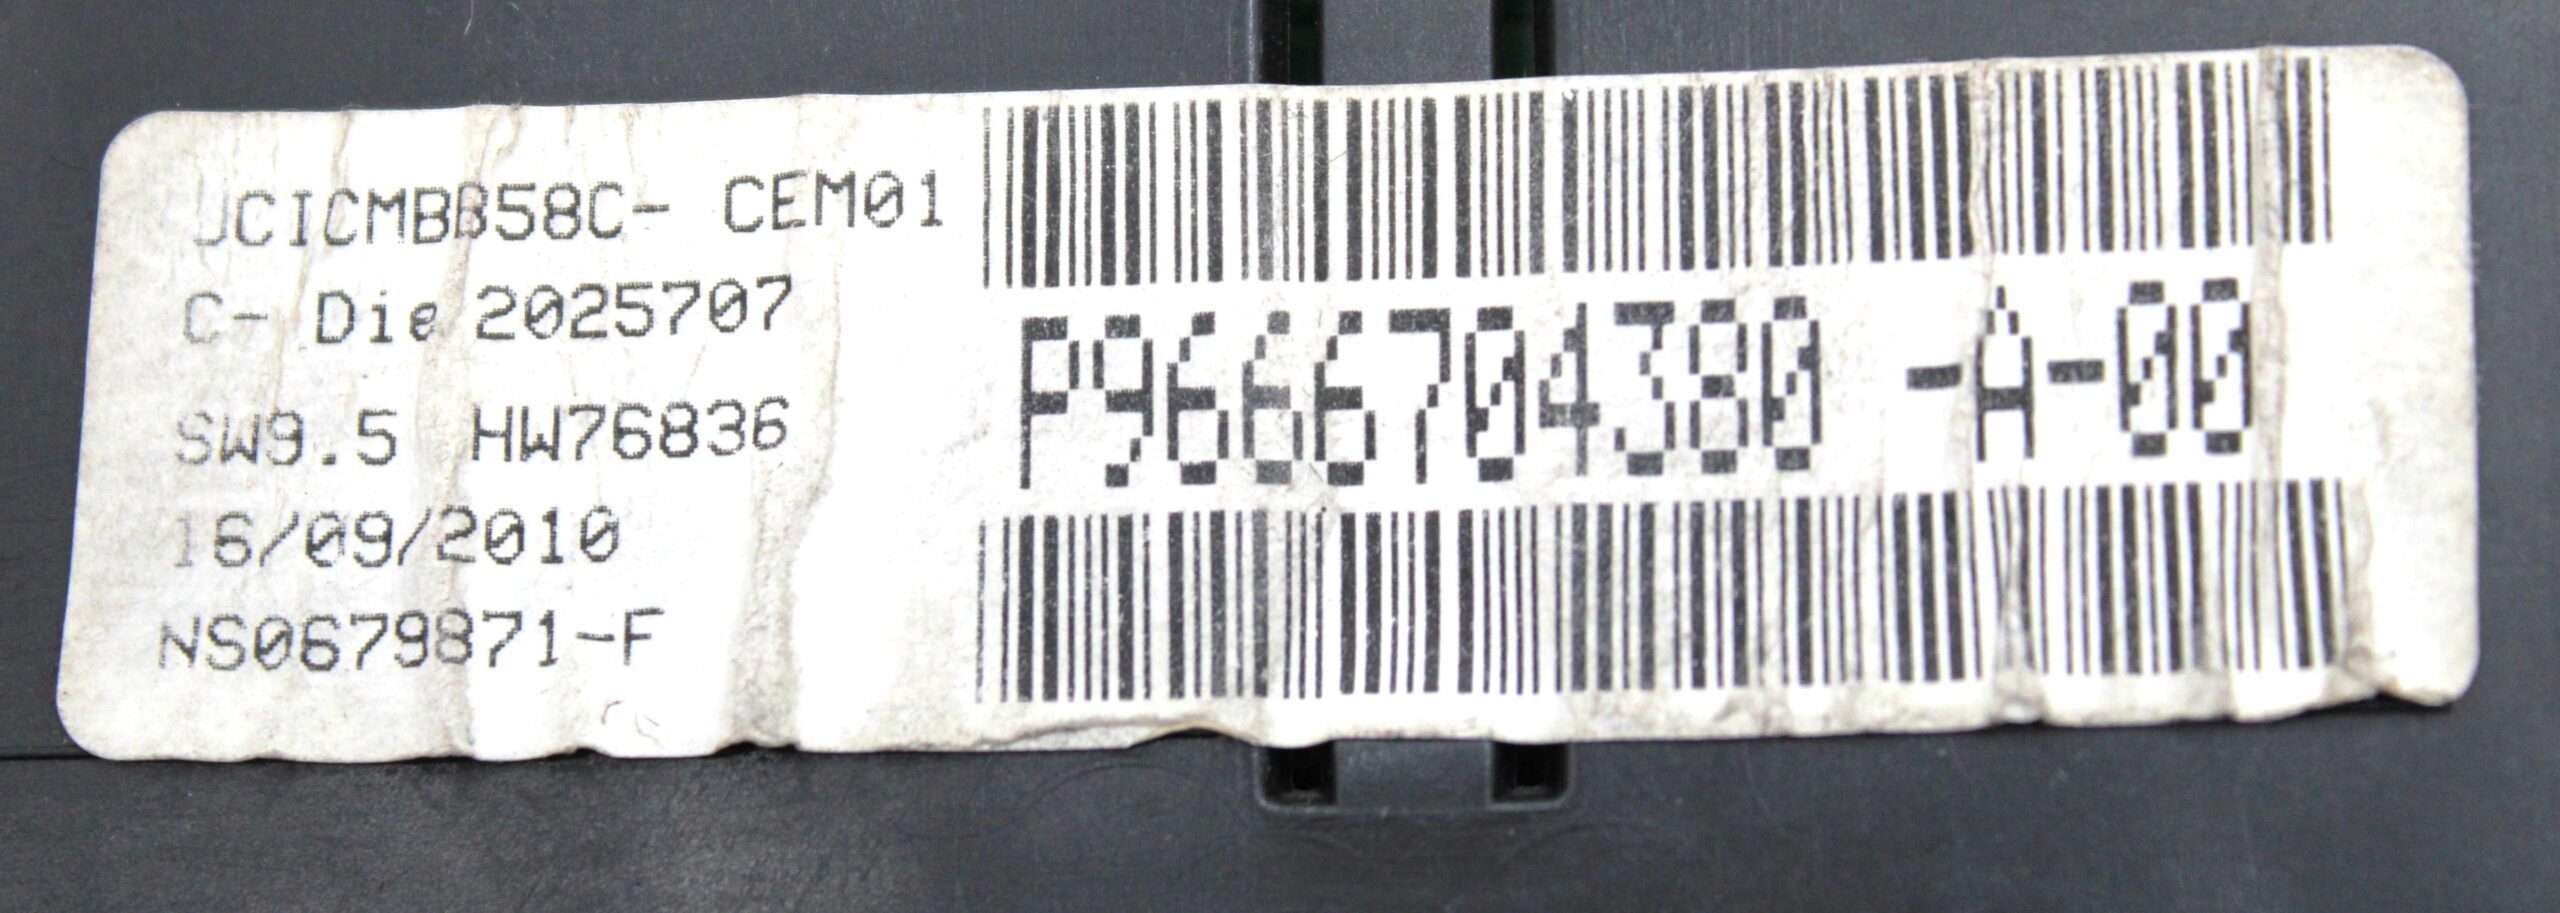 JCICMBB58C- CEM01
C- Die 2025707
SW9.5 HW76836
16/09/2010
NS0679871-F
P9666704380 -A-00